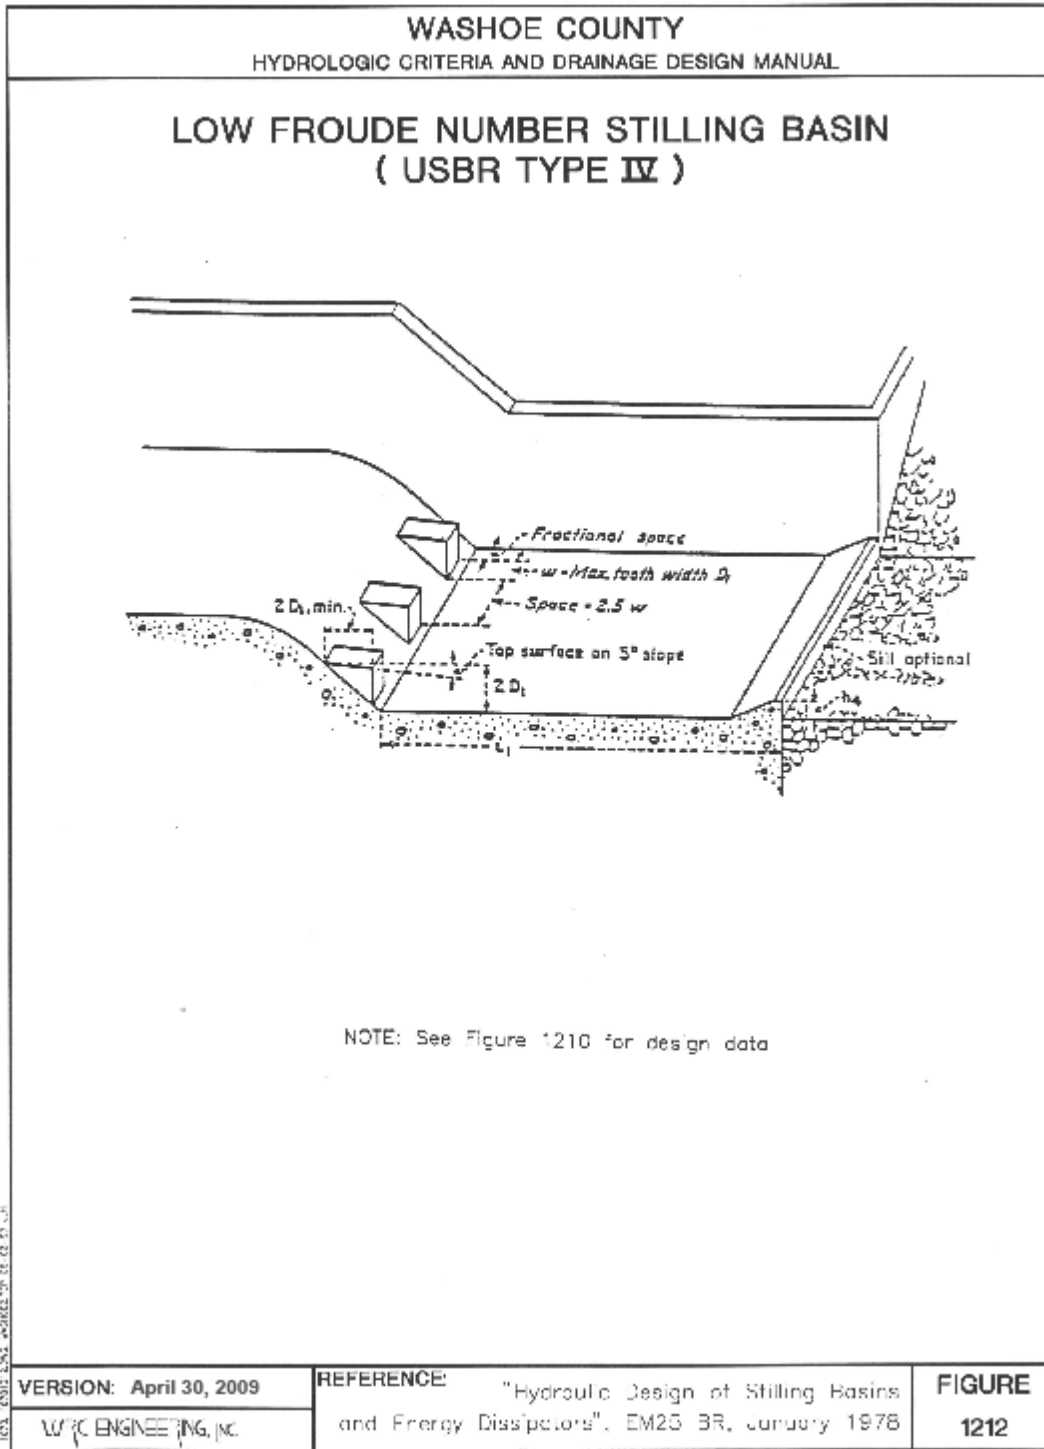 WASHOE COUNTY
HYDROLOGIC CRITERIA AND DRAINAGE DESIGN MANUAL
LOW FROUDE NUMBER STILLING BASIN
( USBR TYPE IV )
Fractional space
w = Max. tooth width D₁
Space = 2.5 w
2 D₁, min.
Top surface on 5° slope
2 D₁
Sill optional
L
NOTE: See Figure 1210 for design data
VERSION: April 30, 2009
REFERENCE:
"Hydraulic Design of Stilling Basins
and Energy Dissipators", EM25 BR, January 1978
WRC ENGINEERING, INC.
FIGURE
1212